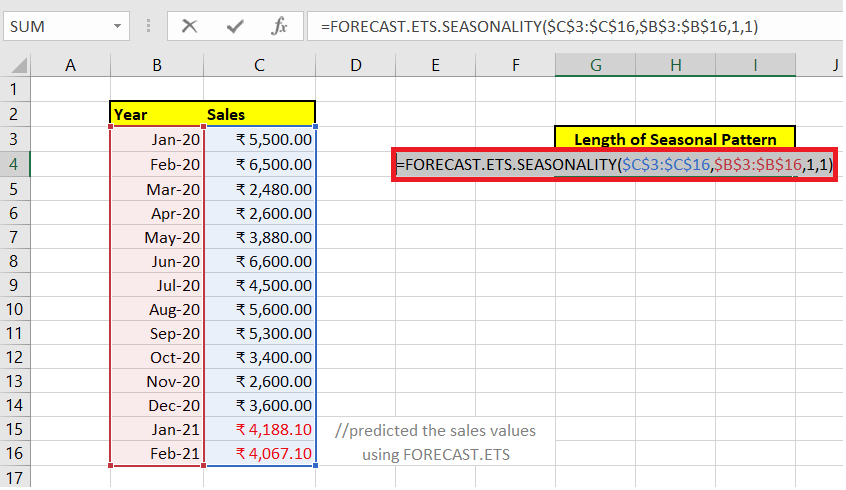 SUM =FORECAST.ETS.SEASONALITY($C$3:$C$16,$B$3:$B$16,1,1)
A B C D E F G H I J
1
2 Year Sales
3 Jan-20 ₹ 5,500.00 Length of Seasonal Pattern
4 Feb-20 ₹ 6,500.00 =FORECAST.ETS.SEASONALITY($C$3:$C$16,$B$3:$B$16,1,1)
5 Mar-20 ₹ 2,480.00
6 Apr-20 ₹ 2,600.00
7 May-20 ₹ 3,880.00
8 Jun-20 ₹ 6,600.00
9 Jul-20 ₹ 4,500.00
10 Aug-20 ₹ 5,600.00
11 Sep-20 ₹ 5,300.00
12 Oct-20 ₹ 3,400.00
13 Nov-20 ₹ 2,600.00
14 Dec-20 ₹ 3,600.00
15 Jan-21 ₹ 4,188.10 //predicted the sales values
16 Feb-21 ₹ 4,067.10 using FORECAST.ETS
17